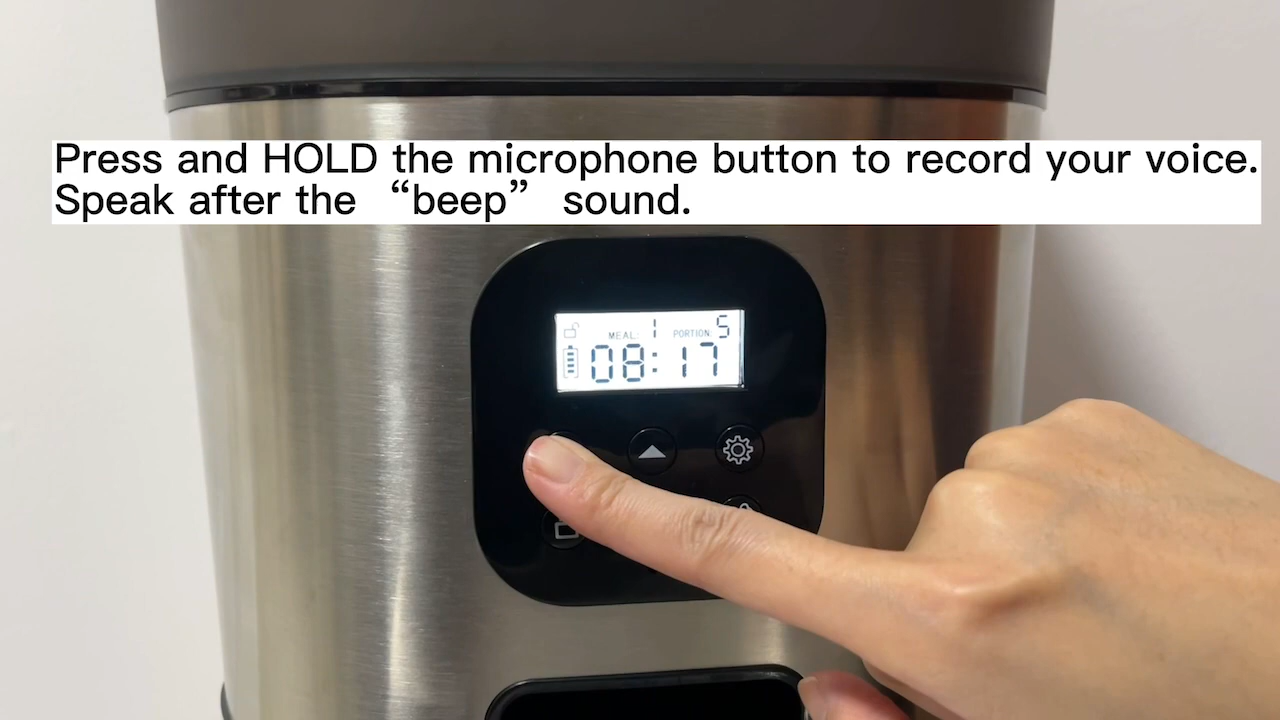 Press and HOLD the microphone button to record your voice.
Speak after the “beep” sound.
MEAL: 1 PORTION: 5
08:17